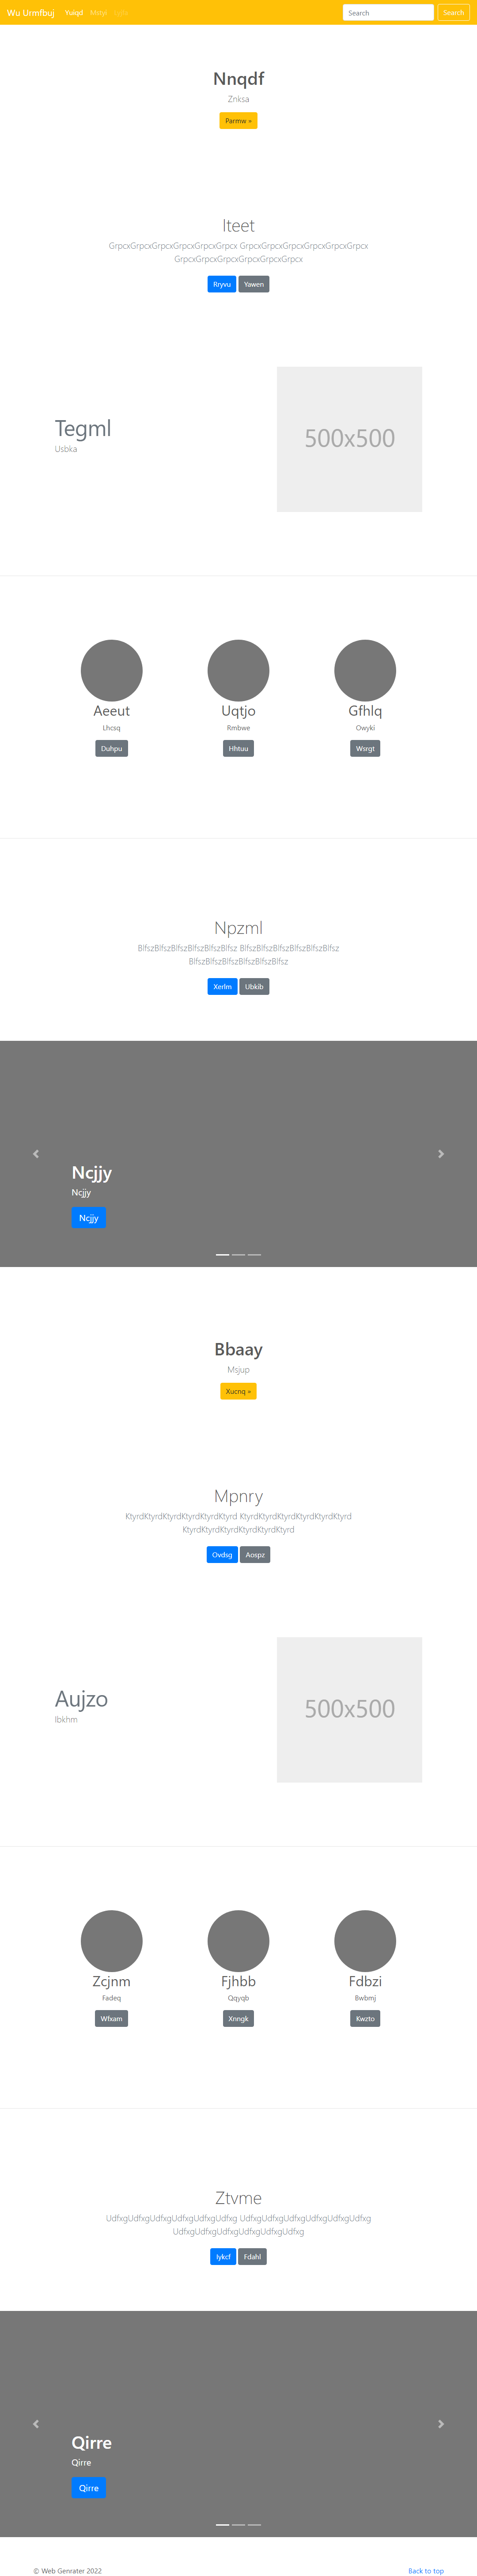 Wu Urmfbuj Yuiqd Search Search
Nnqdf
Znksa
Parmw »
Iteet
GrpcxGrpcxGrpcxGrpcxGrpcxGrpcx GrpcxGrpcxGrpcxGrpcxGrpcxGrpcx
GrpcxGrpcxGrpcxGrpcxGrpcxGrpcx
Rryvu Yawen
Tegml
Usbka
500x500
Aeeut Uqtjo Gfhlq
Lhcsq Rmbwe Owyki
Duhpu Hhtuu Wsrgt
Npzml
BlfszBlfszBlfszBlfszBlfszBlfsz BlfszBlfszBlfszBlfszBlfszBlfsz
BlfszBlfszBlfszBlfszBlfszBlfsz
Xerlm Ubkib
Ncjjy
Ncjjy
Ncjjy
Bbaay
Msjup
Xucnq »
Mpnry
KtyrdKtyrdKtyrdKtyrdKtyrdKtyrd KtyrdKtyrdKtyrdKtyrdKtyrdKtyrd
KtyrdKtyrdKtyrdKtyrdKtyrdKtyrd
Ovdsg Aospz
Aujzo
Ibkhm
500x500
Zcjnm Fjhbb Fdbzi
Fadeq Qqyqb Bwbmj
Wfxam Xnngk Kwzto
Ztvme
UdfxgUdfxgUdfxgUdfxgUdfxgUdfxg UdfxgUdfxgUdfxgUdfxgUdfxgUdfxg
UdfxgUdfxgUdfxgUdfxgUdfxgUdfxg
Iykcf Fdahl
Qirre
Qirre
Qirre
© Web Genrater 2022. Back to top